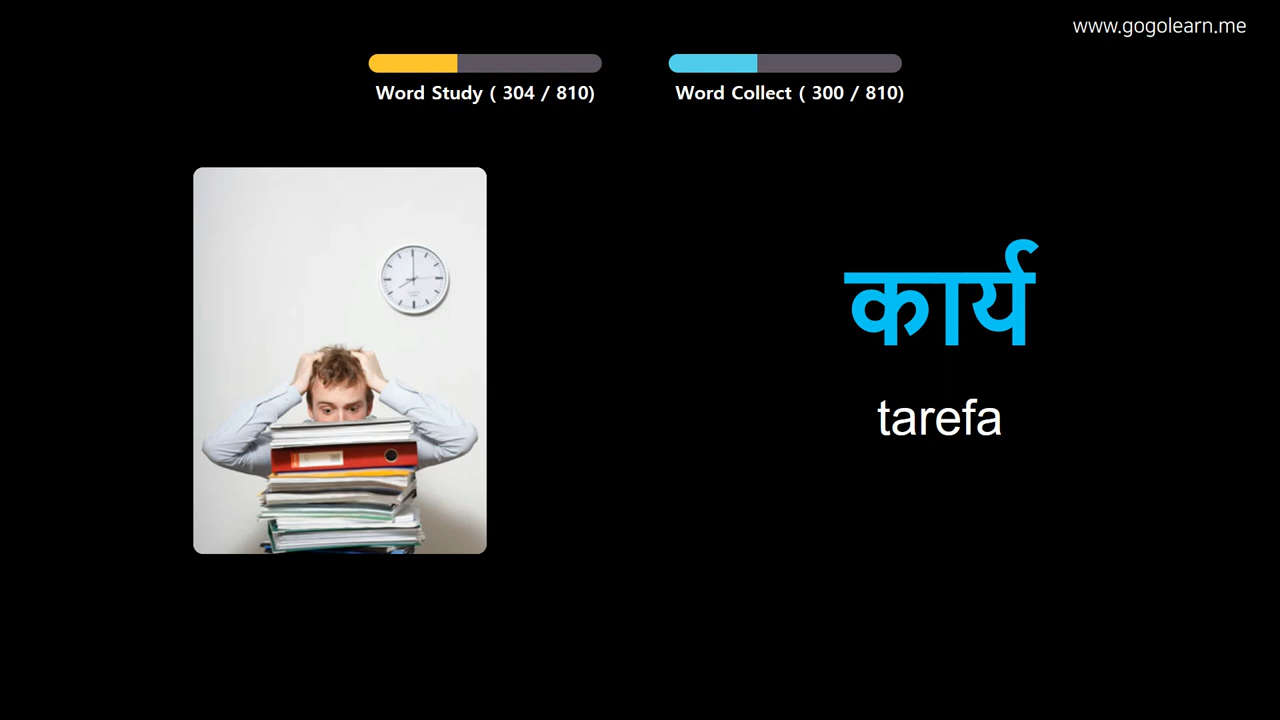 www.gogolearn.me
Word Study ( 304 / 810)
Word Collect ( 300 / 810)
कार्य
tarefa